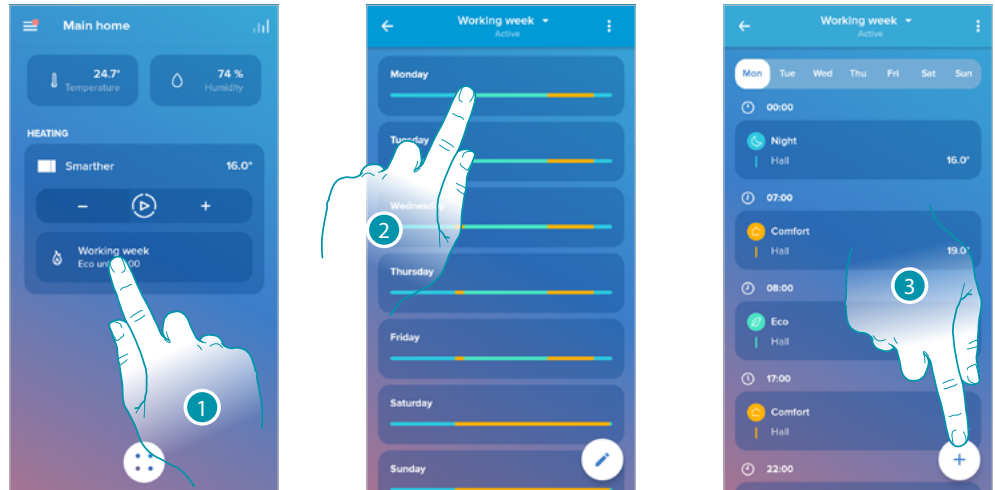 Main home
24.7°
Temperature
74 %
Humidity
HEATING
Smarther
16.0°
Working week
Eco
1
Working week
Active
Monday
Tuesday
Wednesday
Thursday
Friday
Saturday
Sunday
2
Working week
Active
Mon Tue Wed Thu Fri Sat Sun
00:00
Night
Hall
16.0°
07:00
Comfort
Hall
19.0°
08:00
Eco
Hall
17:00
Comfort
Hall
22:00
3